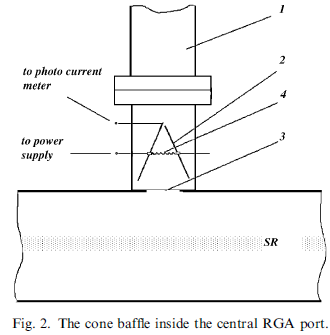 1
to photo current
meter
2
4
to power
supply
3
SR
Fig. 2. The cone baffle inside the central RGA port.